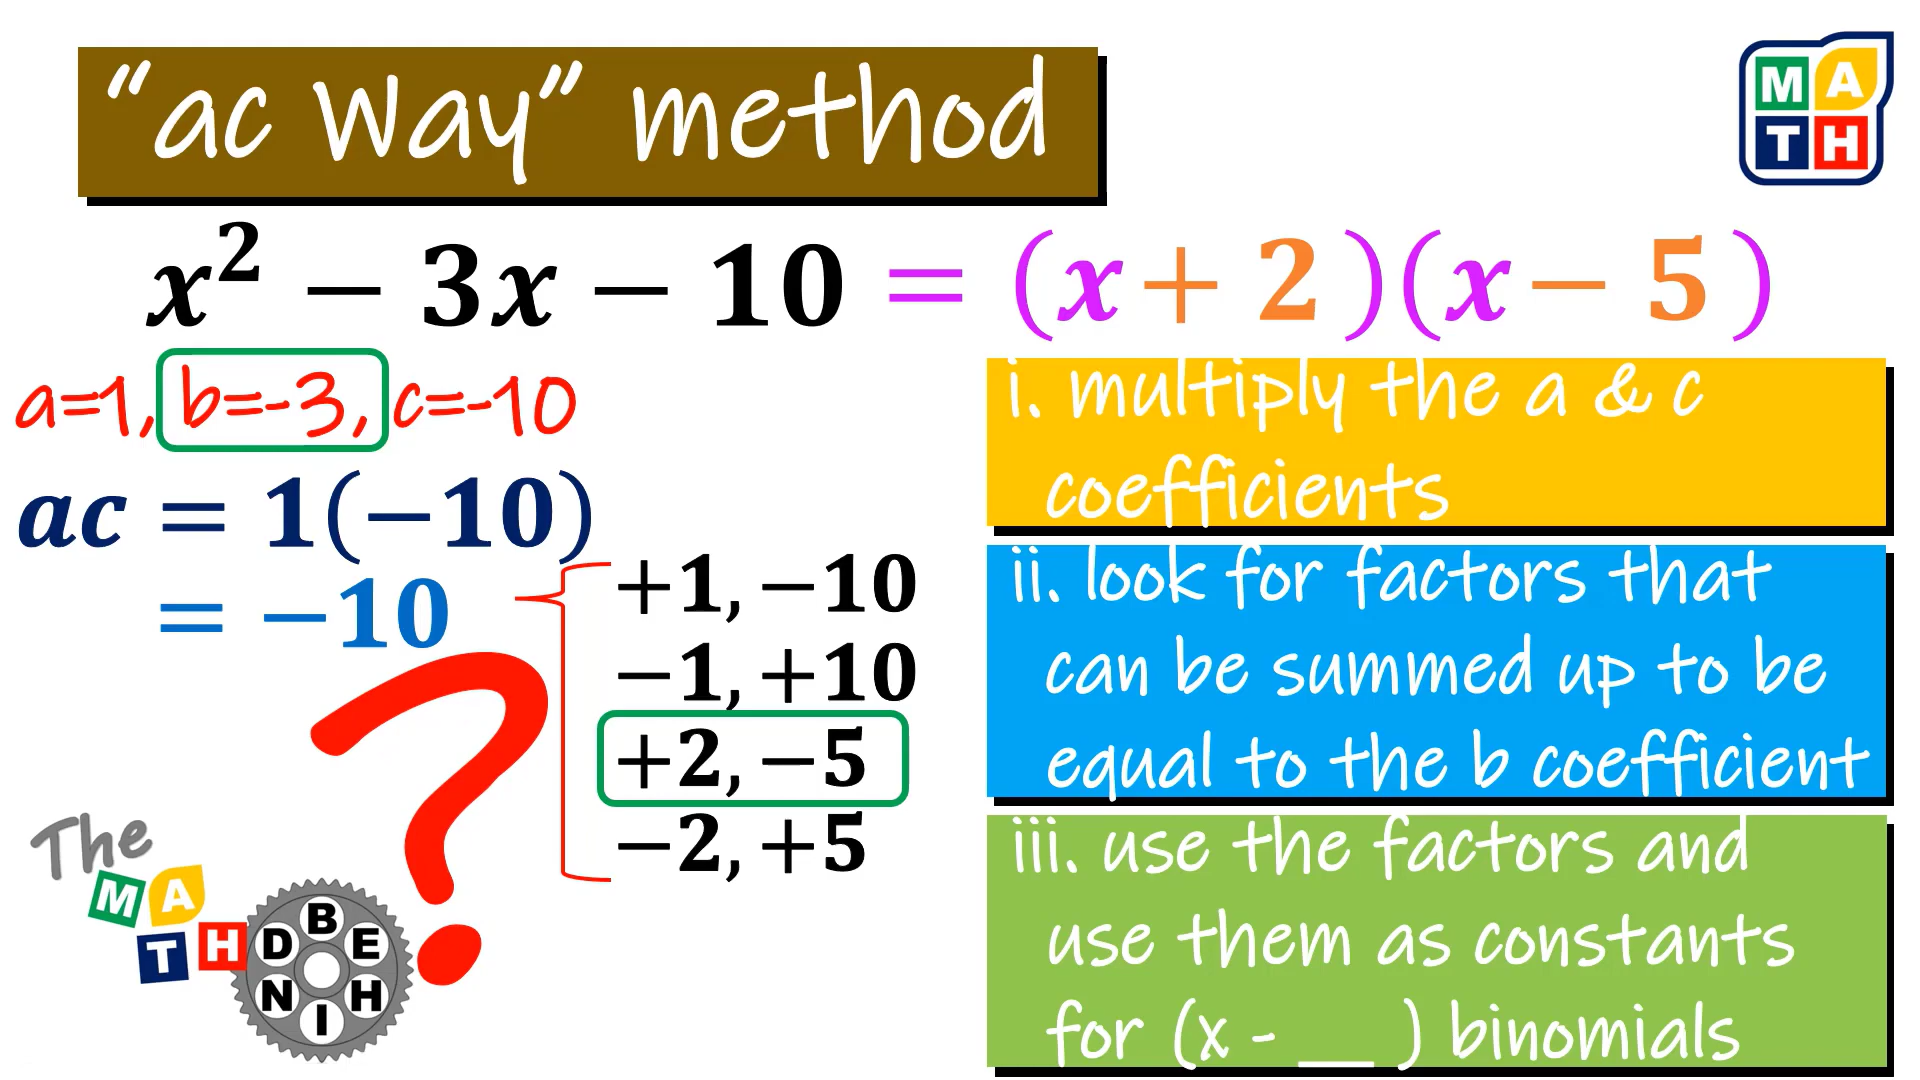 “ac way” method
MATH
x² − 3x − 10 = (x + 2)(x − 5)
a=1, b=-3, c=-10
ac = 1(−10)
= −10
+1, −10
−1, +10
+2, −5
−2, +5
?
i. multiply the a & c
coefficients
ii. look for factors that
can be summed up to be
equal to the b coefficient
iii. use the factors and
use them as constants
for (x - __ ) binomials
The
MATH
BEHIND